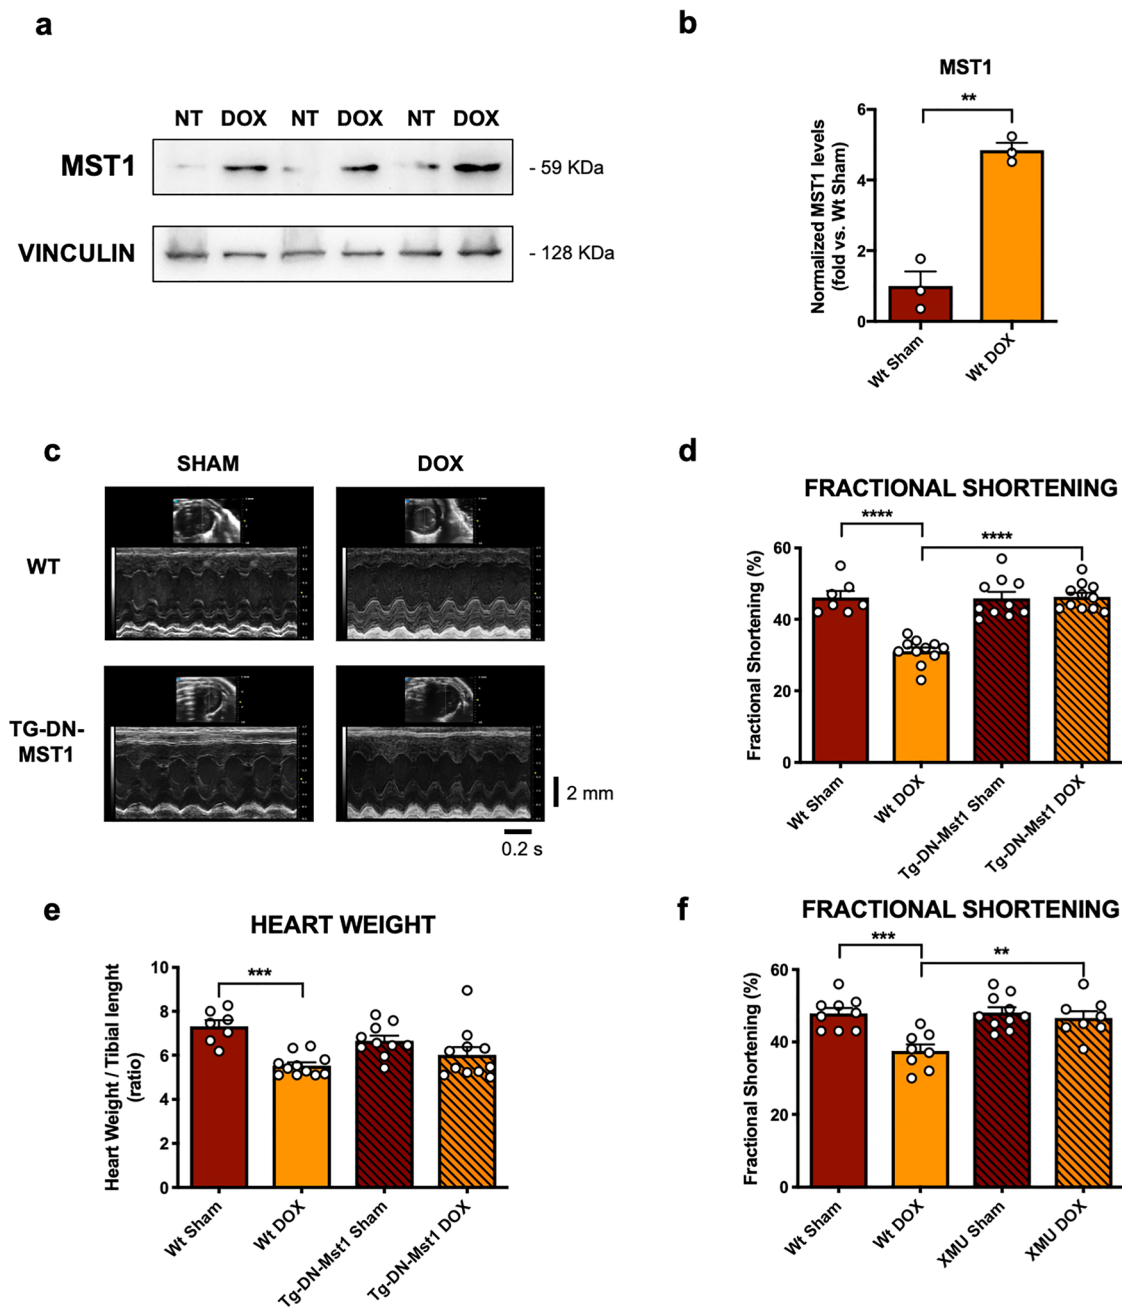 a
NT DOX NT DOX NT DOX
MST1
- 59 KDa
VINCULIN
- 128 KDa
b
MST1
**
Normalized MST1 levels
(fold vs. Wt Sham)
6
4
2
0
Wt Sham
Wt DOX
c
SHAM
DOX
WT
TG-DN-
MST1
2 mm
0.2 s
d
FRACTIONAL SHORTENING
****
****
Fractional Shortening (%)
60
40
20
0
Wt Sham
Wt DOX
Tg-DN-Mst1 Sham
Tg-DN-Mst1 DOX
e
HEART WEIGHT
***
Heart Weight / Tibial lenght
(ratio)
10
8
6
4
2
0
Wt Sham
Wt DOX
Tg-DN-Mst1 Sham
Tg-DN-Mst1 DOX
f
FRACTIONAL SHORTENING
***
**
Fractional Shortening (%)
60
40
20
0
Wt Sham
Wt DOX
XMU Sham
XMU DOX